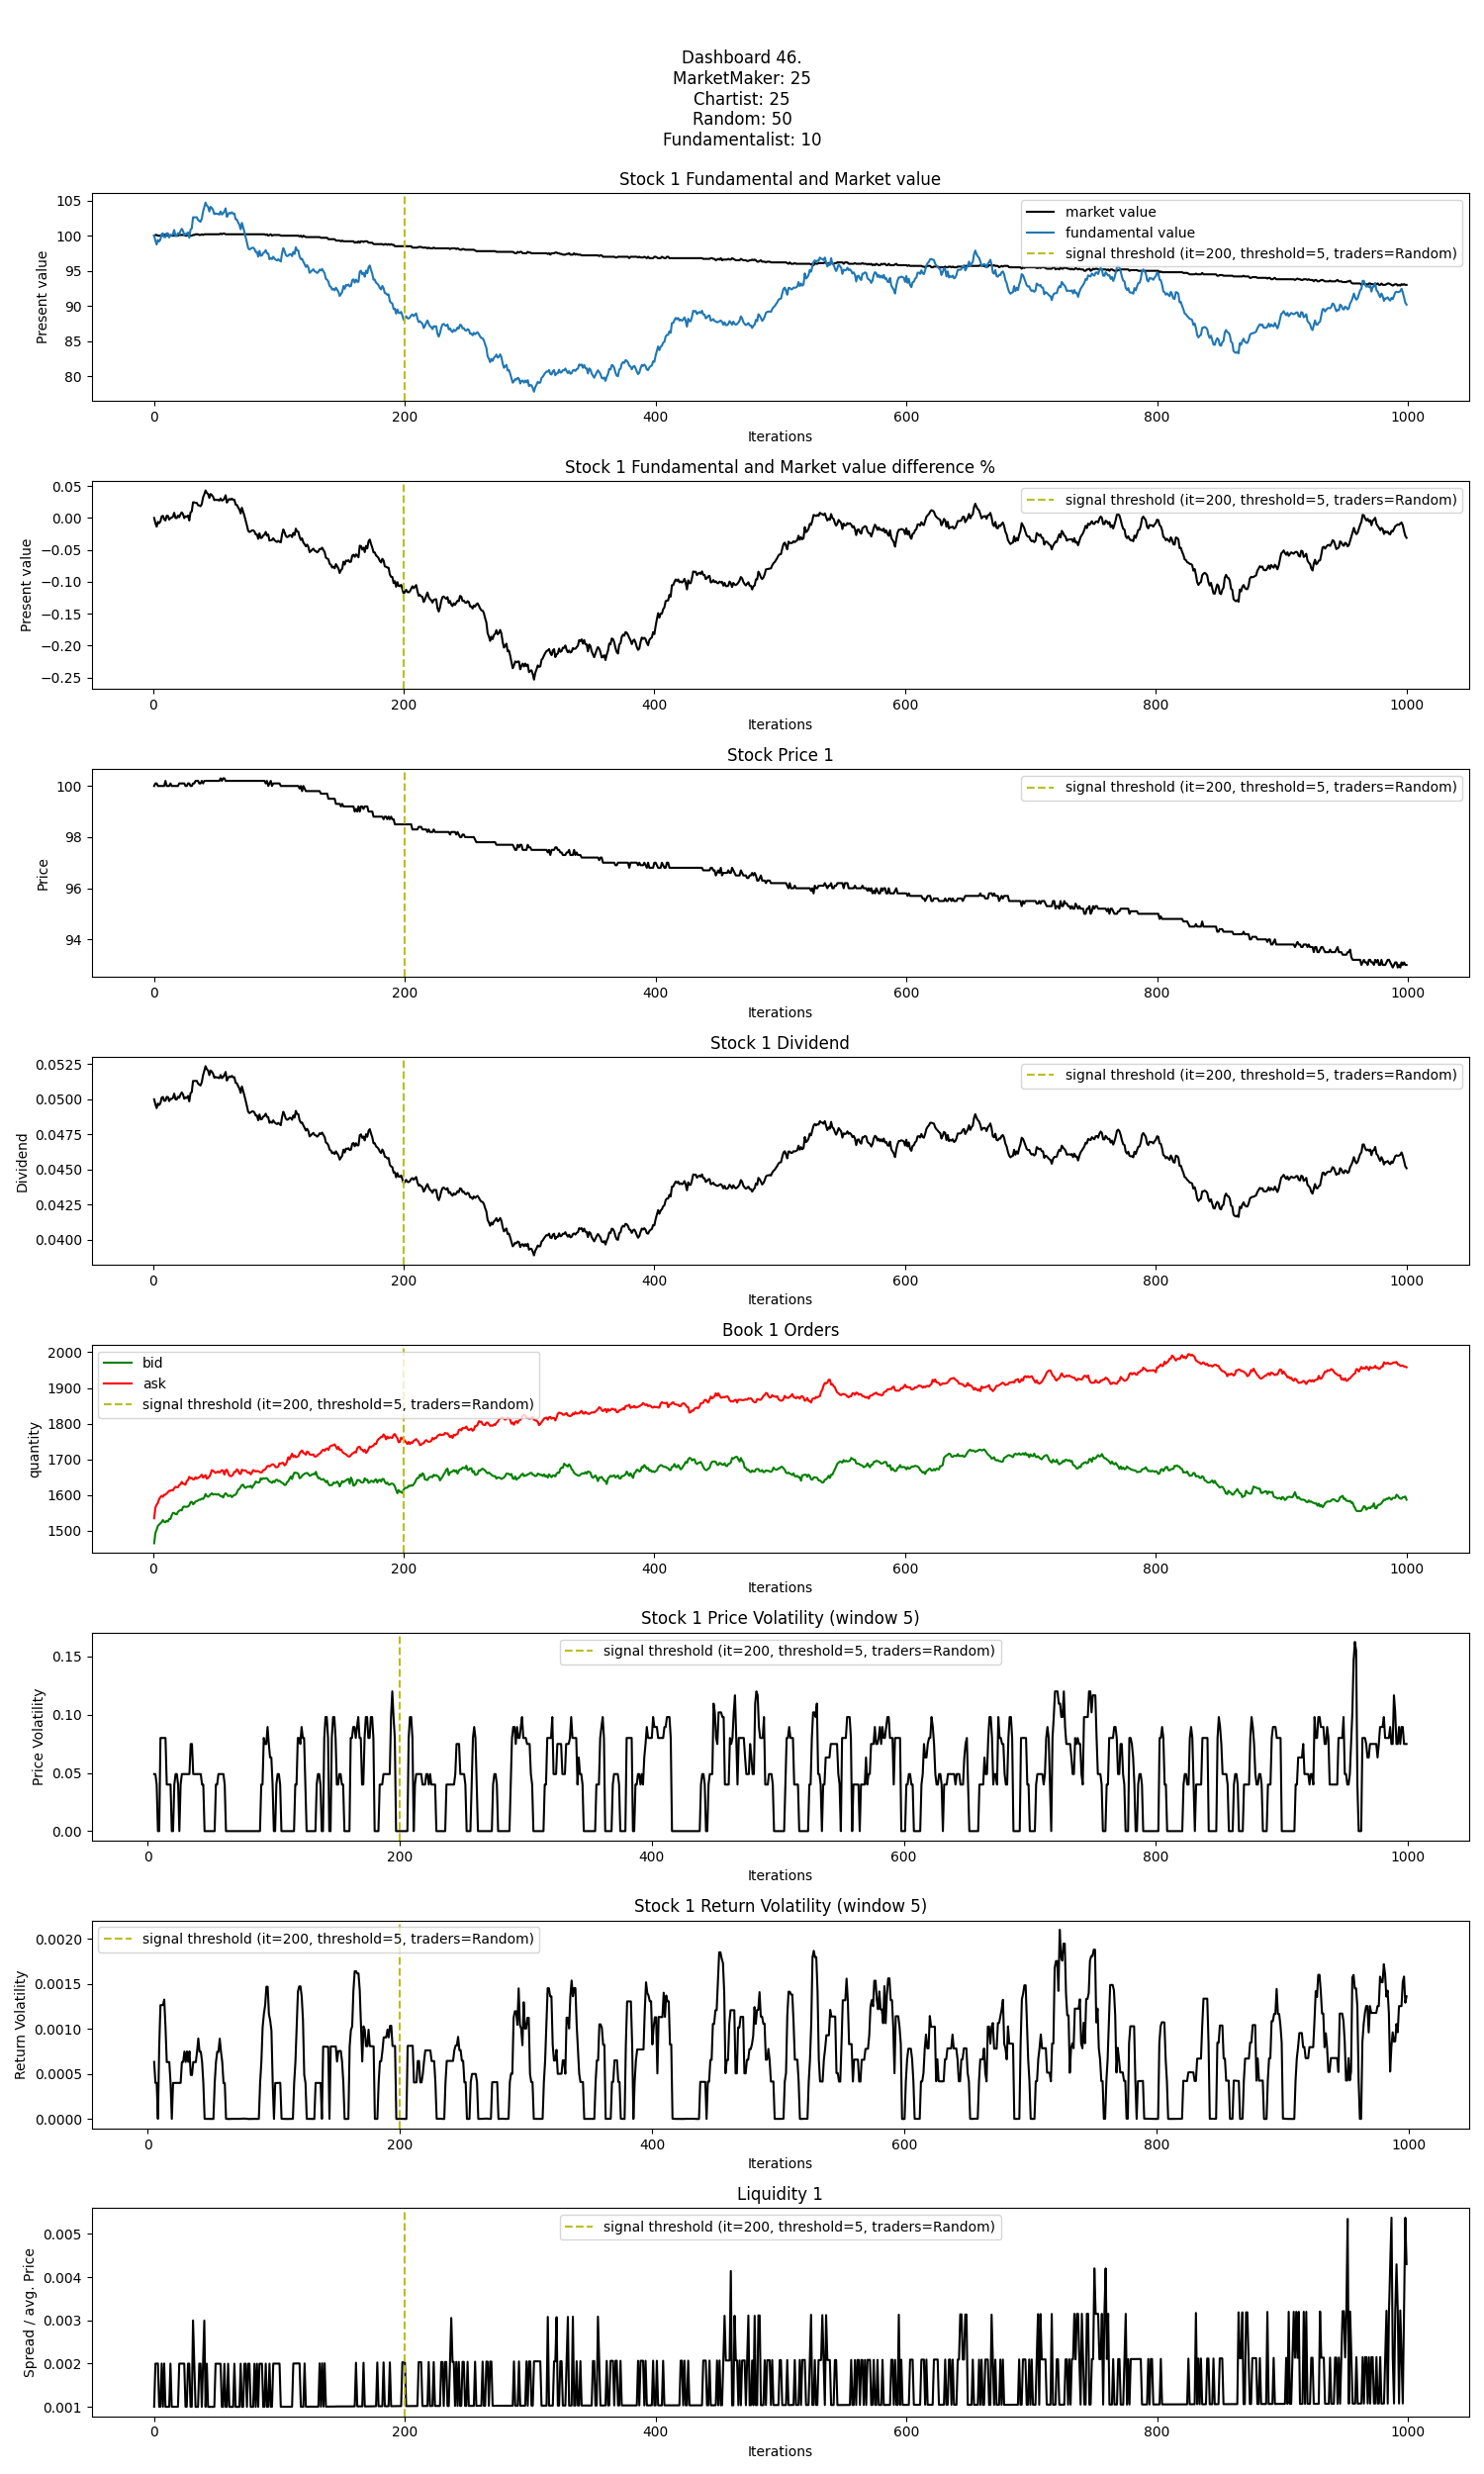 Dashboard 46.
MarketMaker: 25
Chartist: 25
Random: 50
Fundamentalist: 10
Stock 1 Fundamental and Market value
105
100
95
90
85
80
Present value
market value
fundamental value
signal threshold (it=200, threshold=5, traders=Random)
0 200 400 600 800 1000
Iterations
Stock 1 Fundamental and Market value difference %
0.05
0.00
−0.05
−0.10
−0.15
−0.20
−0.25
Present value
signal threshold (it=200, threshold=5, traders=Random)
0 200 400 600 800 1000
Iterations
Stock Price 1
100
98
96
94
Price
signal threshold (it=200, threshold=5, traders=Random)
0 200 400 600 800 1000
Iterations
Stock 1 Dividend
0.0525
0.0500
0.0475
0.0450
0.0425
0.0400
Dividend
signal threshold (it=200, threshold=5, traders=Random)
0 200 400 600 800 1000
Iterations
Book 1 Orders
2000
1900
1800
1700
1600
1500
quantity
bid
ask
signal threshold (it=200, threshold=5, traders=Random)
0 200 400 600 800 1000
Iterations
Stock 1 Price Volatility (window 5)
0.15
0.10
0.05
0.00
Price Volatility
signal threshold (it=200, threshold=5, traders=Random)
0 200 400 600 800 1000
Iterations
Stock 1 Return Volatility (window 5)
0.0020
0.0015
0.0010
0.0005
0.0000
Return Volatility
signal threshold (it=200, threshold=5, traders=Random)
0 200 400 600 800 1000
Iterations
Liquidity 1
0.005
0.004
0.003
0.002
0.001
Spread / avg. Price
signal threshold (it=200, threshold=5, traders=Random)
0 200 400 600 800 1000
Iterations